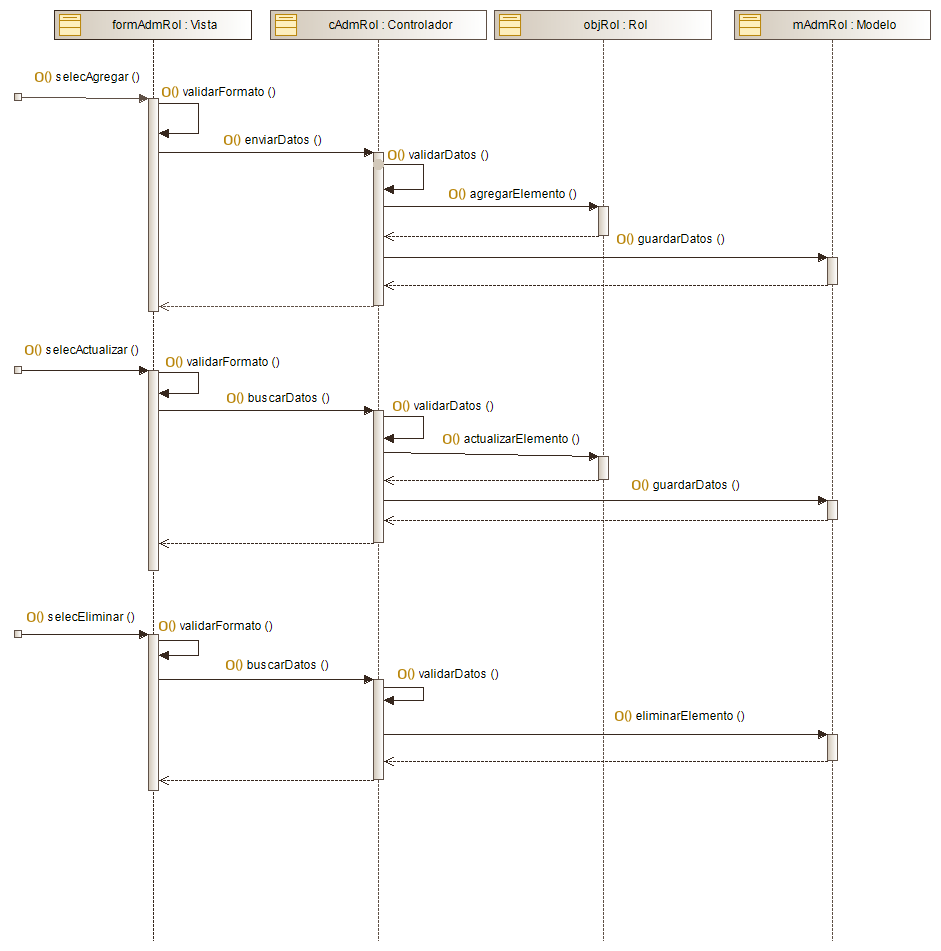 formAdmRol : Vista
cAdmRol : Controlador
objRol : Rol
mAdmRol : Modelo
O() selecAgregar ()
O() validarFormato ()
O() enviarDatos ()
O() validarDatos ()
O() agregarElemento ()
O() guardarDatos ()
O() selecActualizar ()
O() validarFormato ()
O() buscarDatos ()
O() validarDatos ()
O() actualizarElemento ()
O() guardarDatos ()
O() selecEliminar ()
O() validarFormato ()
O() buscarDatos ()
O() validarDatos ()
O() eliminarElemento ()